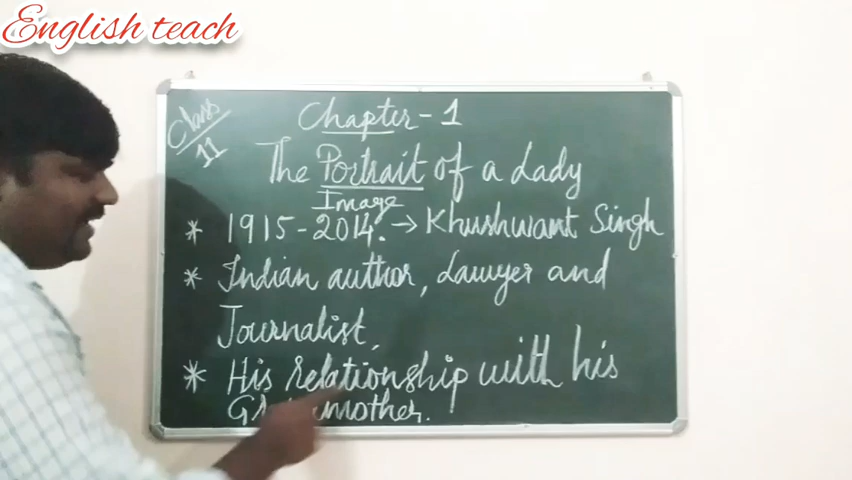 English teach
Class
11
Chapter - 1
The Portrait of a Lady
Image
* 1915-2014. → Khushwant Singh
* Indian author, Lawyer and
Journalist,
* His relationship with his